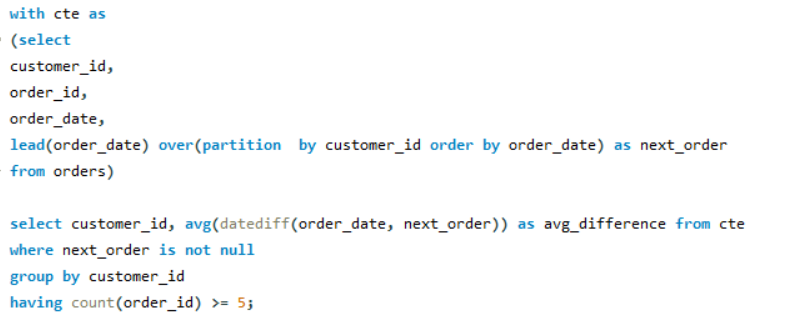 with cte as
(select
customer_id,
order_id,
order_date,
lead(order_date) over(partition  by customer_id order by order_date) as next_order
from orders)

select customer_id, avg(datediff(order_date, next_order)) as avg_difference from cte
where next_order is not null
group by customer_id
having count(order_id) >= 5;